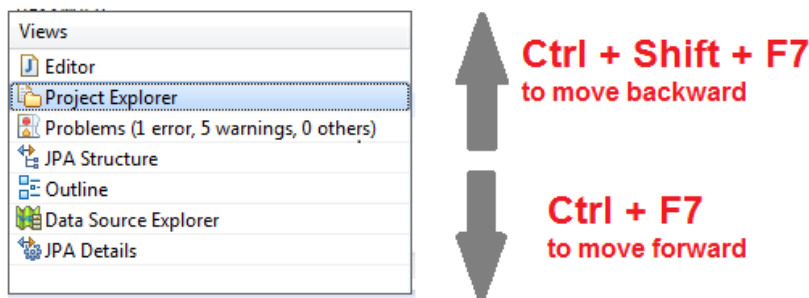 Views
Editor
Project Explorer
Problems (1 error, 5 warnings, 0 others)
JPA Structure
Outline
Data Source Explorer
JPA Details
Ctrl + Shift + F7
to move backward
Ctrl + F7
to move forward